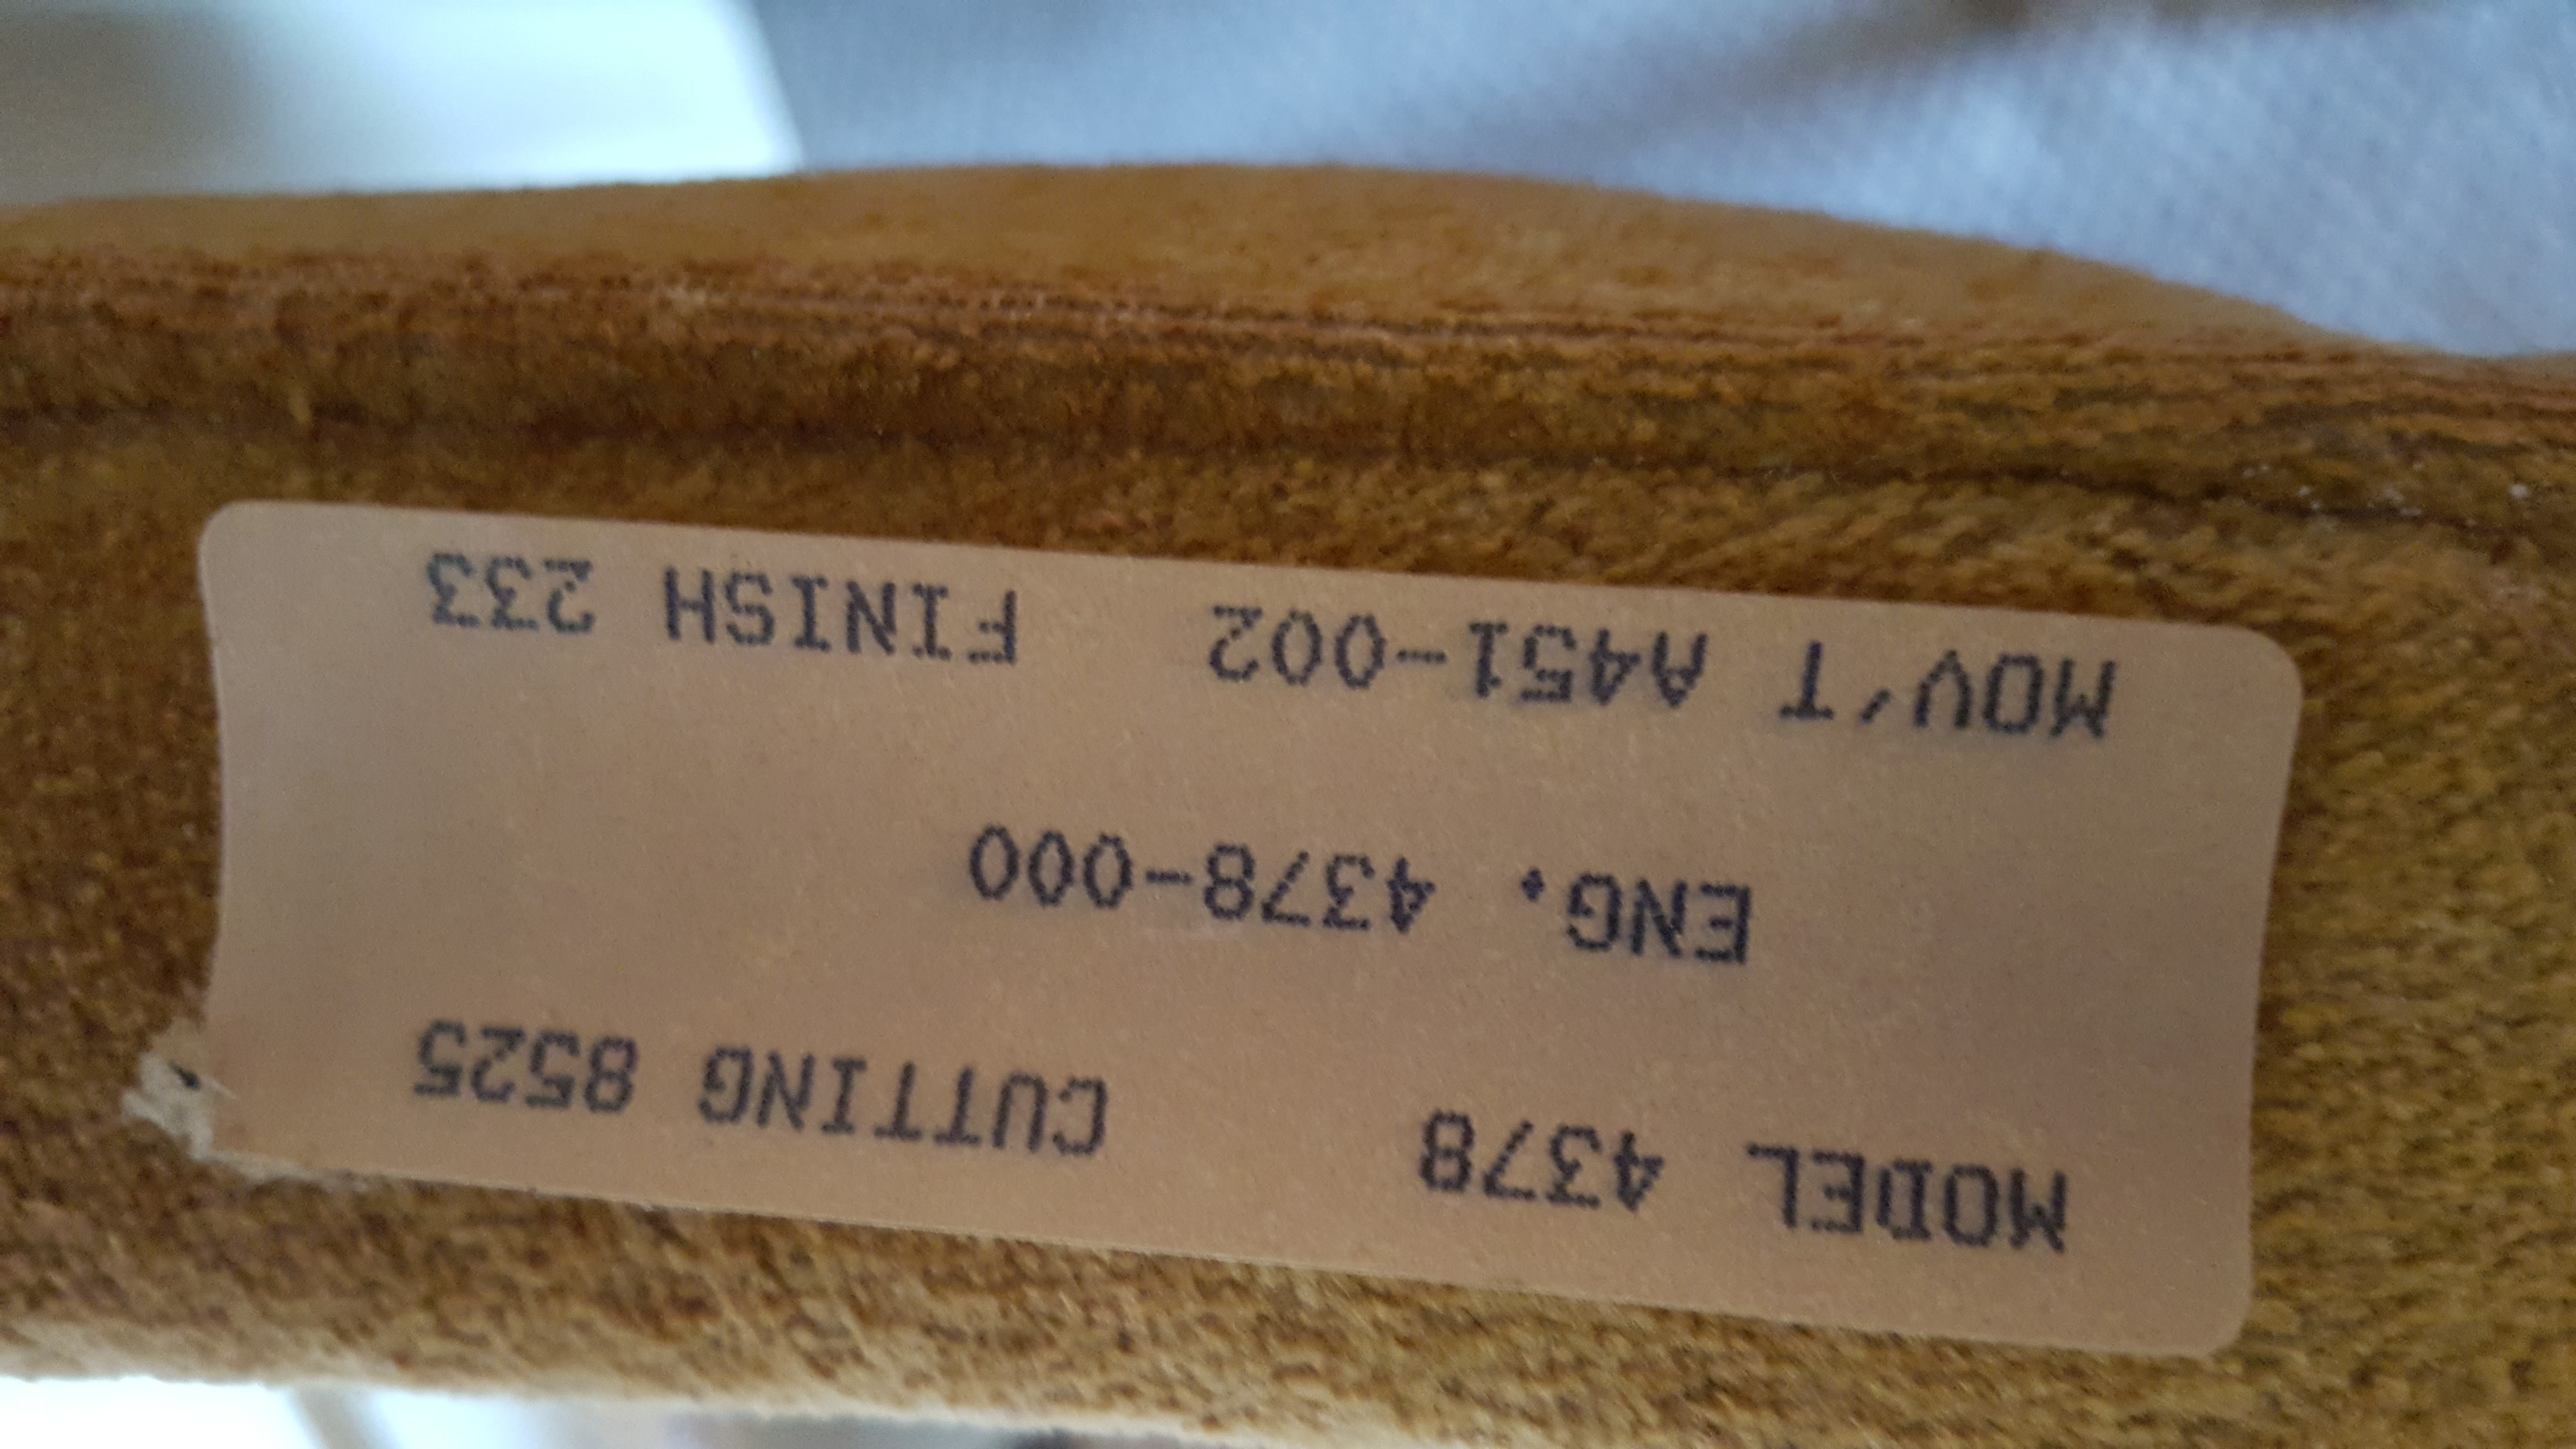 MODEL 4378 CUTTING 8525
ENG. 4378-000
MOV'T A451-002 FINISH 233